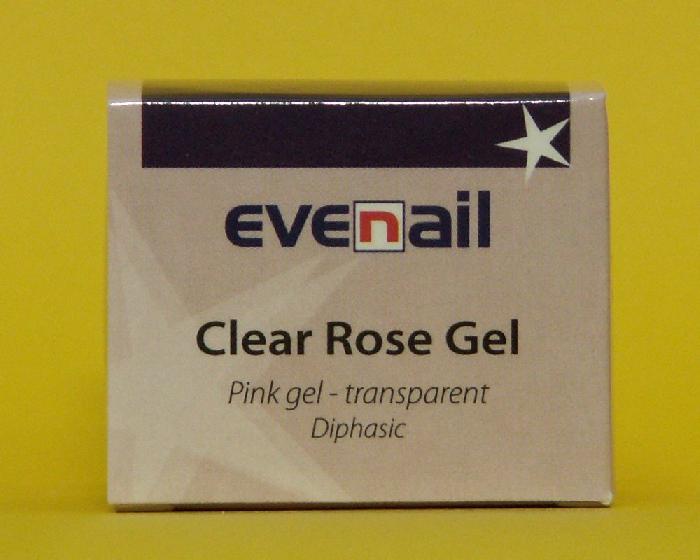 evenail
Clear Rose Gel
Pink gel - transparent
Diphasic